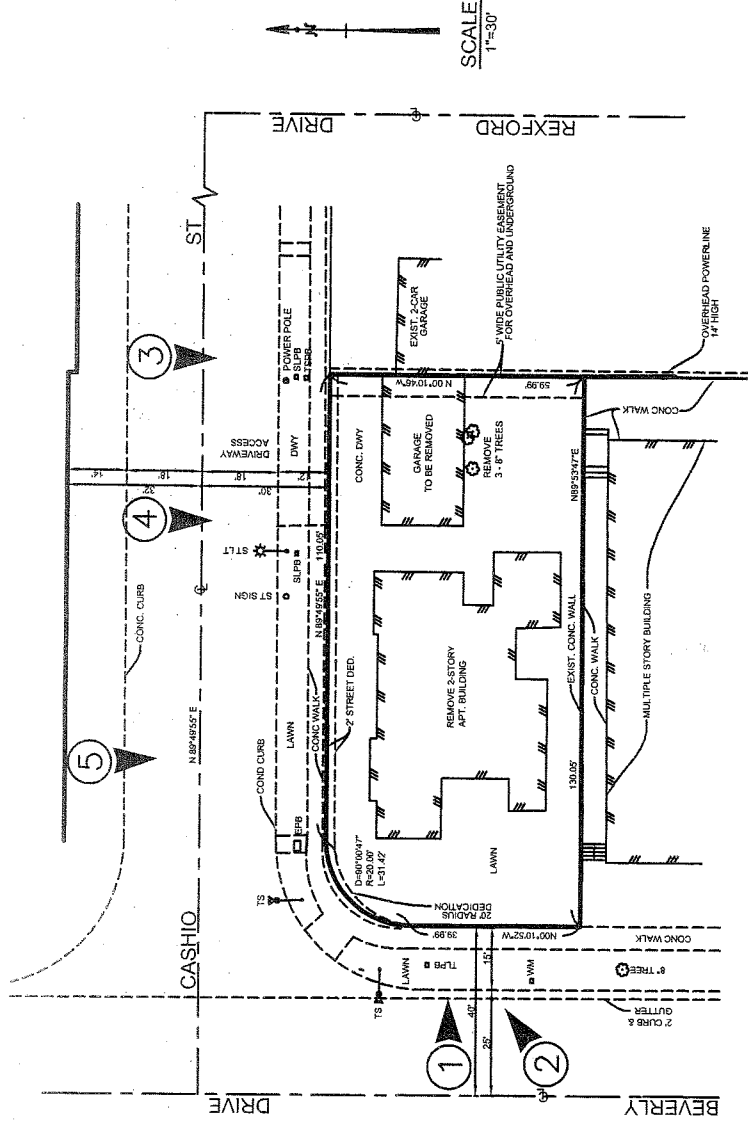 SCALE
1"=30'
N
CASHIO
ST
DRIVE
REXFORD
DRIVE
BEVERLY
1
2
3
4
5
CONC. CURB
N 89°49'55" E
℄
℄
℄
14'
18'
18'
12'
32'
30'
DRIVEWAY
ACCESS
DWY
POWER POLE
SLPB
ST LT
SLPB
ST SIGN
COND CURB
LAWN
EPB
TS
TS
CONC WALK
N 89°49'55" E
110.05'
2' STREET DED.
D=90°00'47"
R=20.00'
L=31.42'
20' RADIUS
DEDICATION
CONC. DWY
GARAGE
TO BE REMOVED
EXIST. 2-CAR
GARAGE
5' WIDE PUBLIC UTILITY EASEMENT
FOR OVERHEAD AND UNDERGROUND
N 00°10'46"W
59.99'
REMOVE
3 - 6" TREES
REMOVE 2-STORY
APT. BUILDING
LAWN
130.05'
EXIST. CONC. WALL
N89°53'47"E
CONC. WALK
MULTIPLE STORY BUILDING
CONC WALK
OVERHEAD POWERLINE
14' HIGH
39.99'
N00°10'52"W
CONC WALK
LAWN
TLPB
15'
WM
8" TREE
40'
25'
2' CURB &
GUTTER